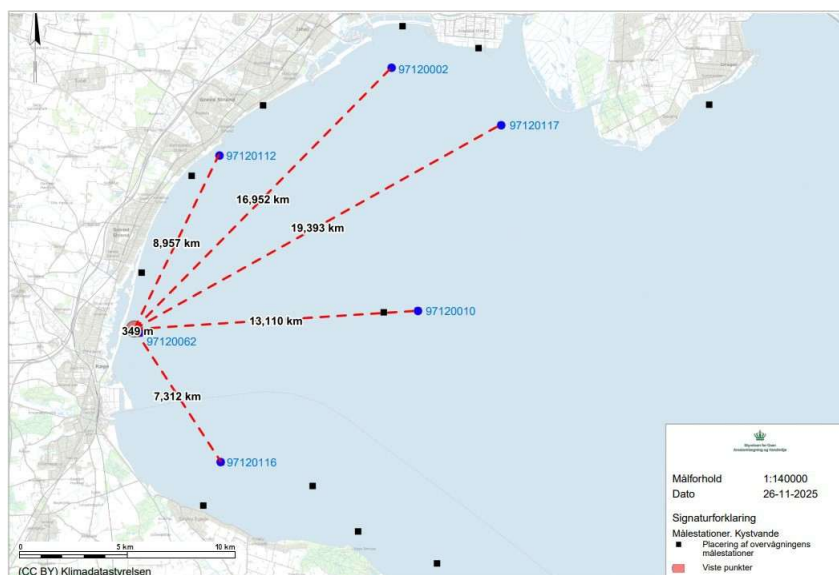 97120002
97120117
97120112
16,952 km
19,393 km
8,957 km
13,110 km
97120010
349 m
97120062
Køge
7,312 km
97120116
Målforhold 1:140000
Dato 26-11-2025
Signaturforklaring
Målestationer. Kystvande
Placering af overvågningens
målestationer
Viste punkter
0 5 km 10 km
(CC BY) Klimadatastyrelsen